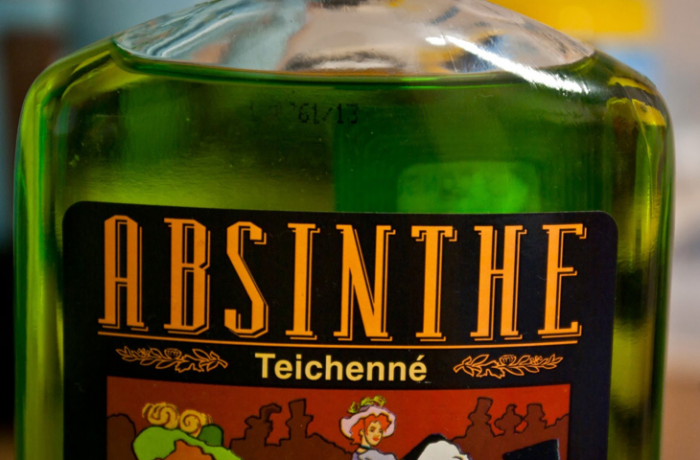 61/13
ABSINTHE
Teichenné